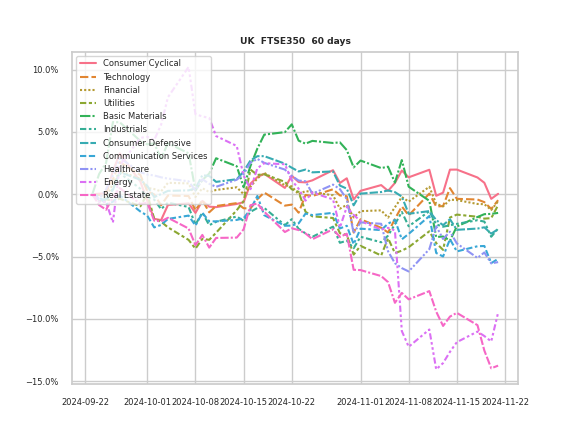 UK FTSE350 60 days
10.0%
5.0%
0.0%
−5.0%
−10.0%
−15.0%
Consumer Cyclical
Technology
Financial
Utilities
Basic Materials
Industrials
Consumer Defensive
Communication Services
Healthcare
Energy
Real Estate
2024-09-22
2024-10-01
2024-10-08
2024-10-15
2024-10-22
2024-11-01
2024-11-08
2024-11-15
2024-11-22